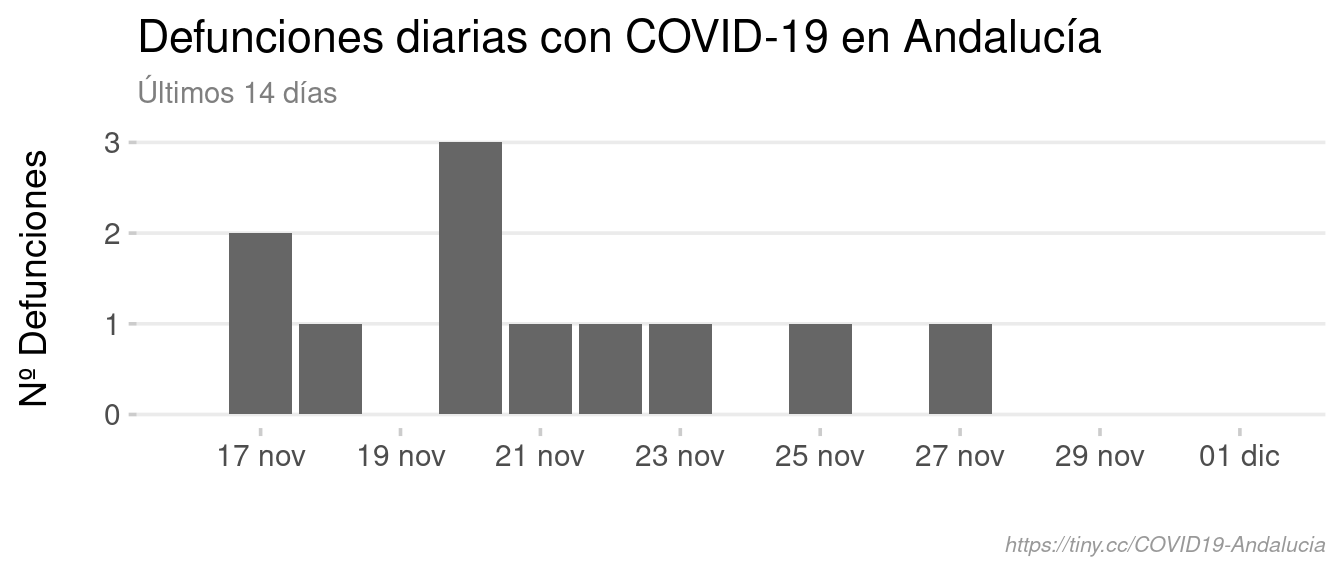 Defunciones diarias con COVID-19 en Andalucía
Últimos 14 días
Nº Defunciones
3
2
1
0
17 nov 19 nov 21 nov 23 nov 25 nov 27 nov 29 nov 01 dic
https://tiny.cc/COVID19-Andalucia